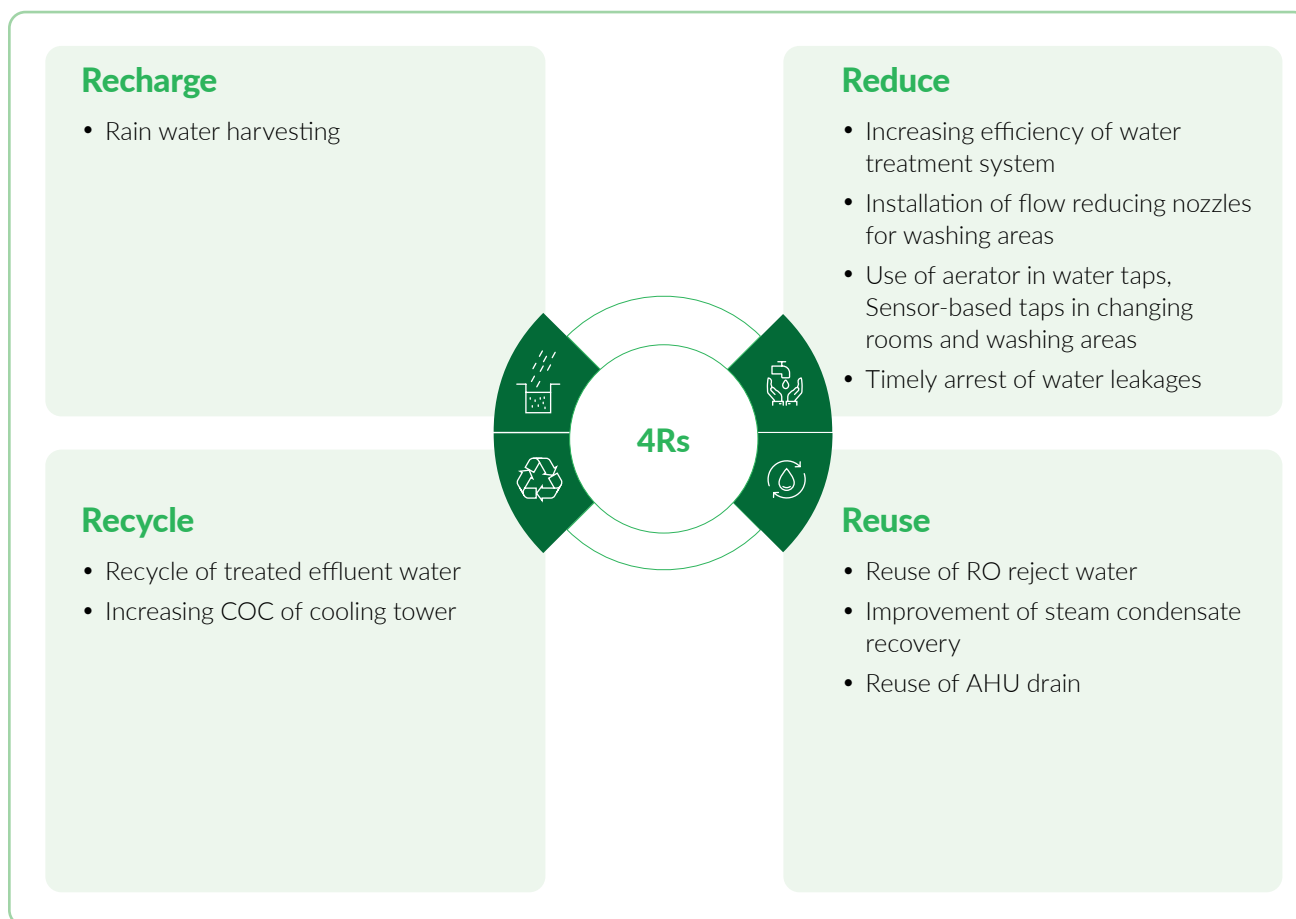 Recharge
• Rain water harvesting
Reduce
• Increasing efficiency of water
treatment system
• Installation of flow reducing nozzles
for washing areas
• Use of aerator in water taps,
Sensor-based taps in changing
rooms and washing areas
• Timely arrest of water leakages
4Rs
Recycle
• Recycle of treated effluent water
• Increasing COC of cooling tower
Reuse
• Reuse of RO reject water
• Improvement of steam condensate
recovery
• Reuse of AHU drain